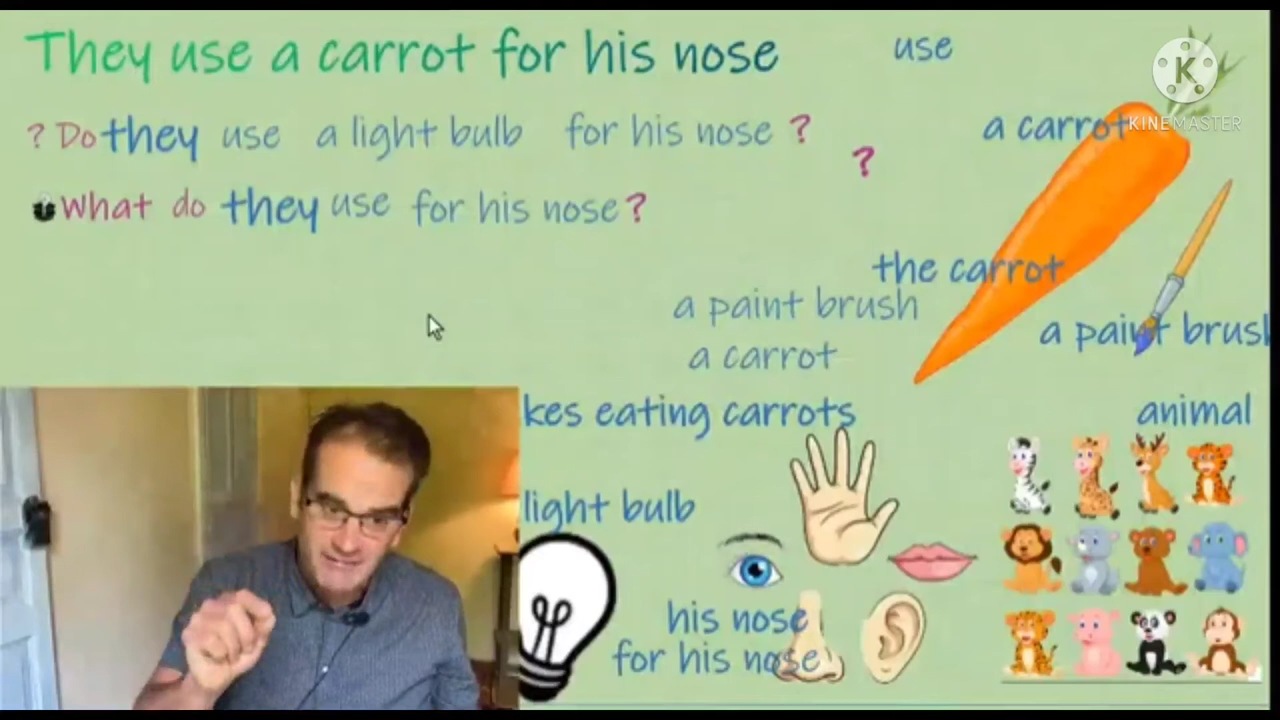 They use a carrot for his nose
use
? Do they use a light bulb for his nose ?
?
a carrot
K
KINEMASTER
What do they use for his nose?
the carrot
a paint brush
a paint brush
a carrot
kes eating carrots
animal
light bulb
his nose
for his nose